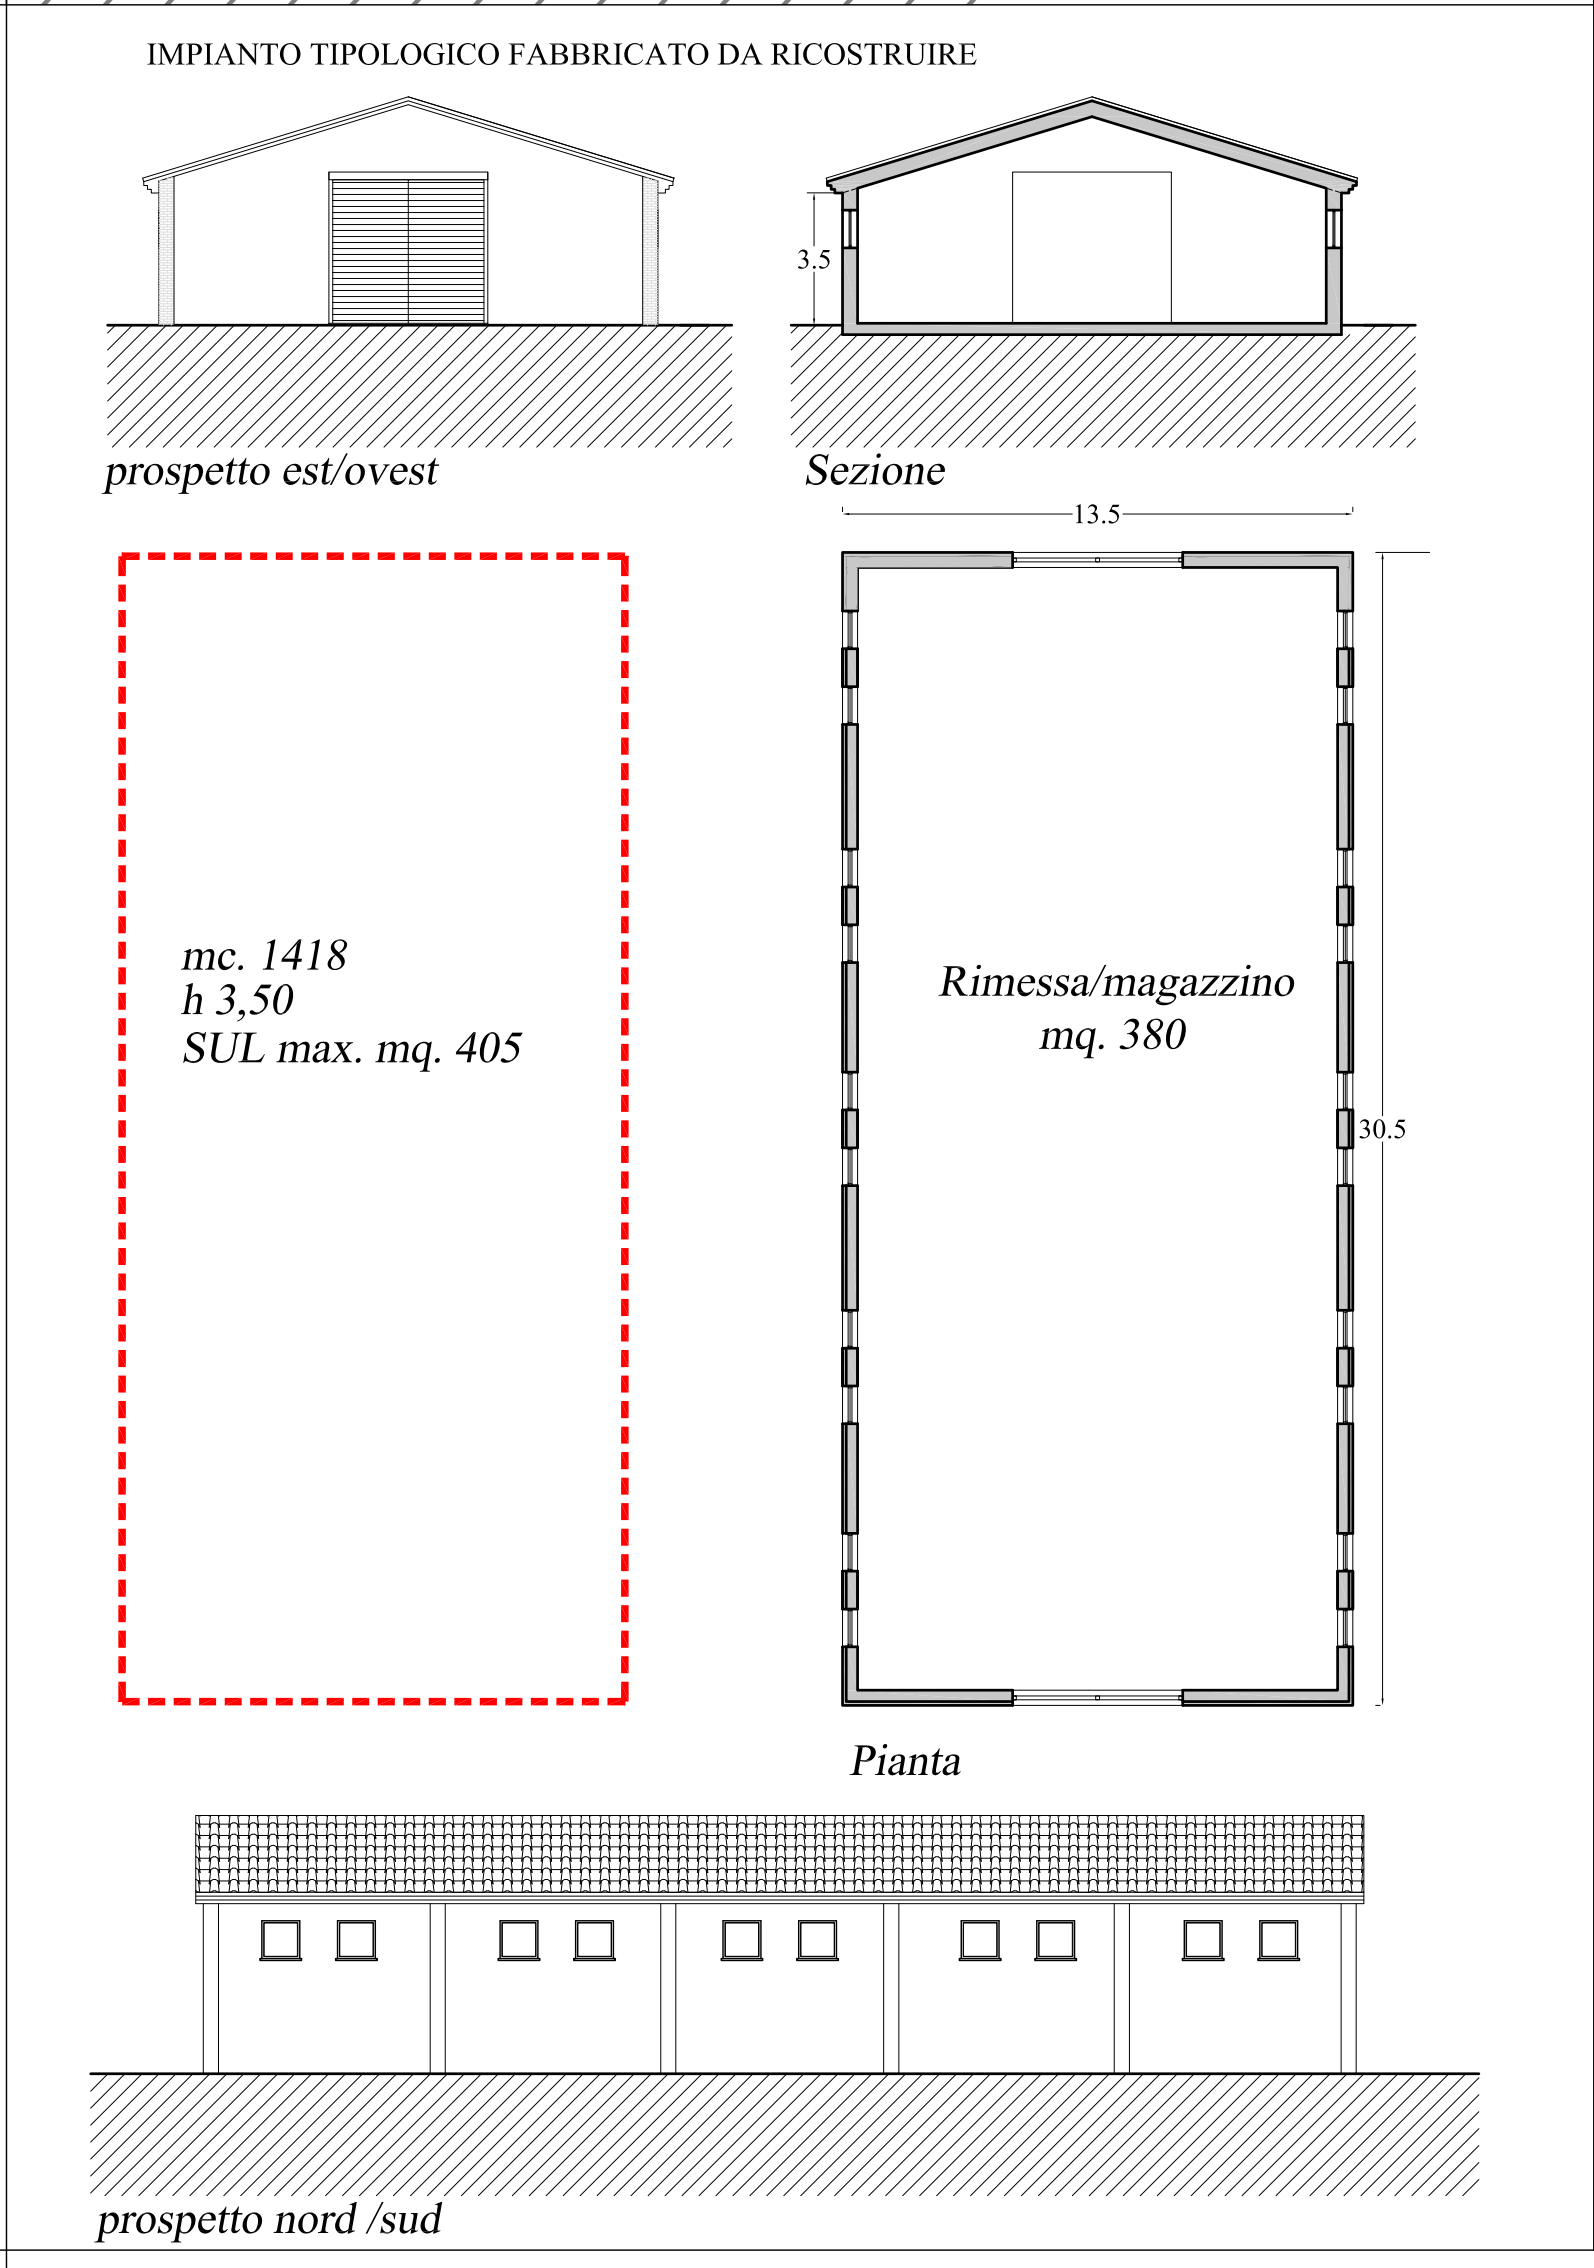 IMPIANTO TIPOLOGICO FABBRICATO DA RICOSTRUIRE
3.5
prospetto est/ovest
Sezione
13.5
mc. 1418
h 3,50
SUL max. mq. 405
Rimessa/magazzino
mq. 380
30.5
Pianta
prospetto nord /sud